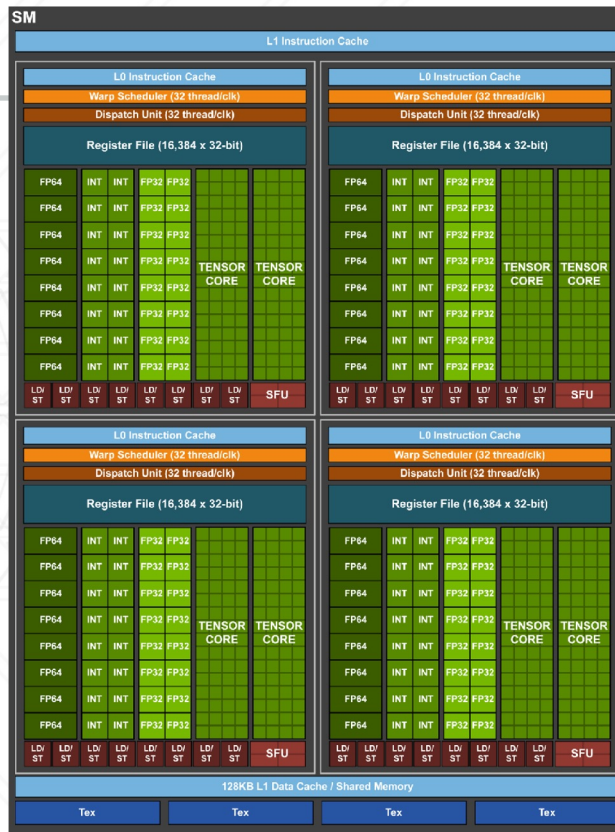 SM
L1 Instruction Cache
L0 Instruction Cache
Warp Scheduler (32 thread/clk)
Dispatch Unit (32 thread/clk)
Register File (16,384 x 32-bit)
FP64 INT INT FP32 FP32
FP64 INT INT FP32 FP32
FP64 INT INT FP32 FP32
FP64 INT INT FP32 FP32
TENSOR CORE TENSOR CORE
FP64 INT INT FP32 FP32
FP64 INT INT FP32 FP32
FP64 INT INT FP32 FP32
FP64 INT INT FP32 FP32
LD/ST LD/ST LD/ST LD/ST LD/ST LD/ST LD/ST LD/ST SFU
L0 Instruction Cache
Warp Scheduler (32 thread/clk)
Dispatch Unit (32 thread/clk)
Register File (16,384 x 32-bit)
FP64 INT INT FP32 FP32
FP64 INT INT FP32 FP32
FP64 INT INT FP32 FP32
FP64 INT INT FP32 FP32
TENSOR CORE TENSOR CORE
FP64 INT INT FP32 FP32
FP64 INT INT FP32 FP32
FP64 INT INT FP32 FP32
FP64 INT INT FP32 FP32
LD/ST LD/ST LD/ST LD/ST LD/ST LD/ST LD/ST LD/ST SFU
L0 Instruction Cache
Warp Scheduler (32 thread/clk)
Dispatch Unit (32 thread/clk)
Register File (16,384 x 32-bit)
FP64 INT INT FP32 FP32
FP64 INT INT FP32 FP32
FP64 INT INT FP32 FP32
FP64 INT INT FP32 FP32
TENSOR CORE TENSOR CORE
FP64 INT INT FP32 FP32
FP64 INT INT FP32 FP32
FP64 INT INT FP32 FP32
FP64 INT INT FP32 FP32
LD/ST LD/ST LD/ST LD/ST LD/ST LD/ST LD/ST LD/ST SFU
L0 Instruction Cache
Warp Scheduler (32 thread/clk)
Dispatch Unit (32 thread/clk)
Register File (16,384 x 32-bit)
FP64 INT INT FP32 FP32
FP64 INT INT FP32 FP32
FP64 INT INT FP32 FP32
FP64 INT INT FP32 FP32
TENSOR CORE TENSOR CORE
FP64 INT INT FP32 FP32
FP64 INT INT FP32 FP32
FP64 INT INT FP32 FP32
FP64 INT INT FP32 FP32
LD/ST LD/ST LD/ST LD/ST LD/ST LD/ST LD/ST LD/ST SFU
128KB L1 Data Cache / Shared Memory
Tex Tex Tex Tex